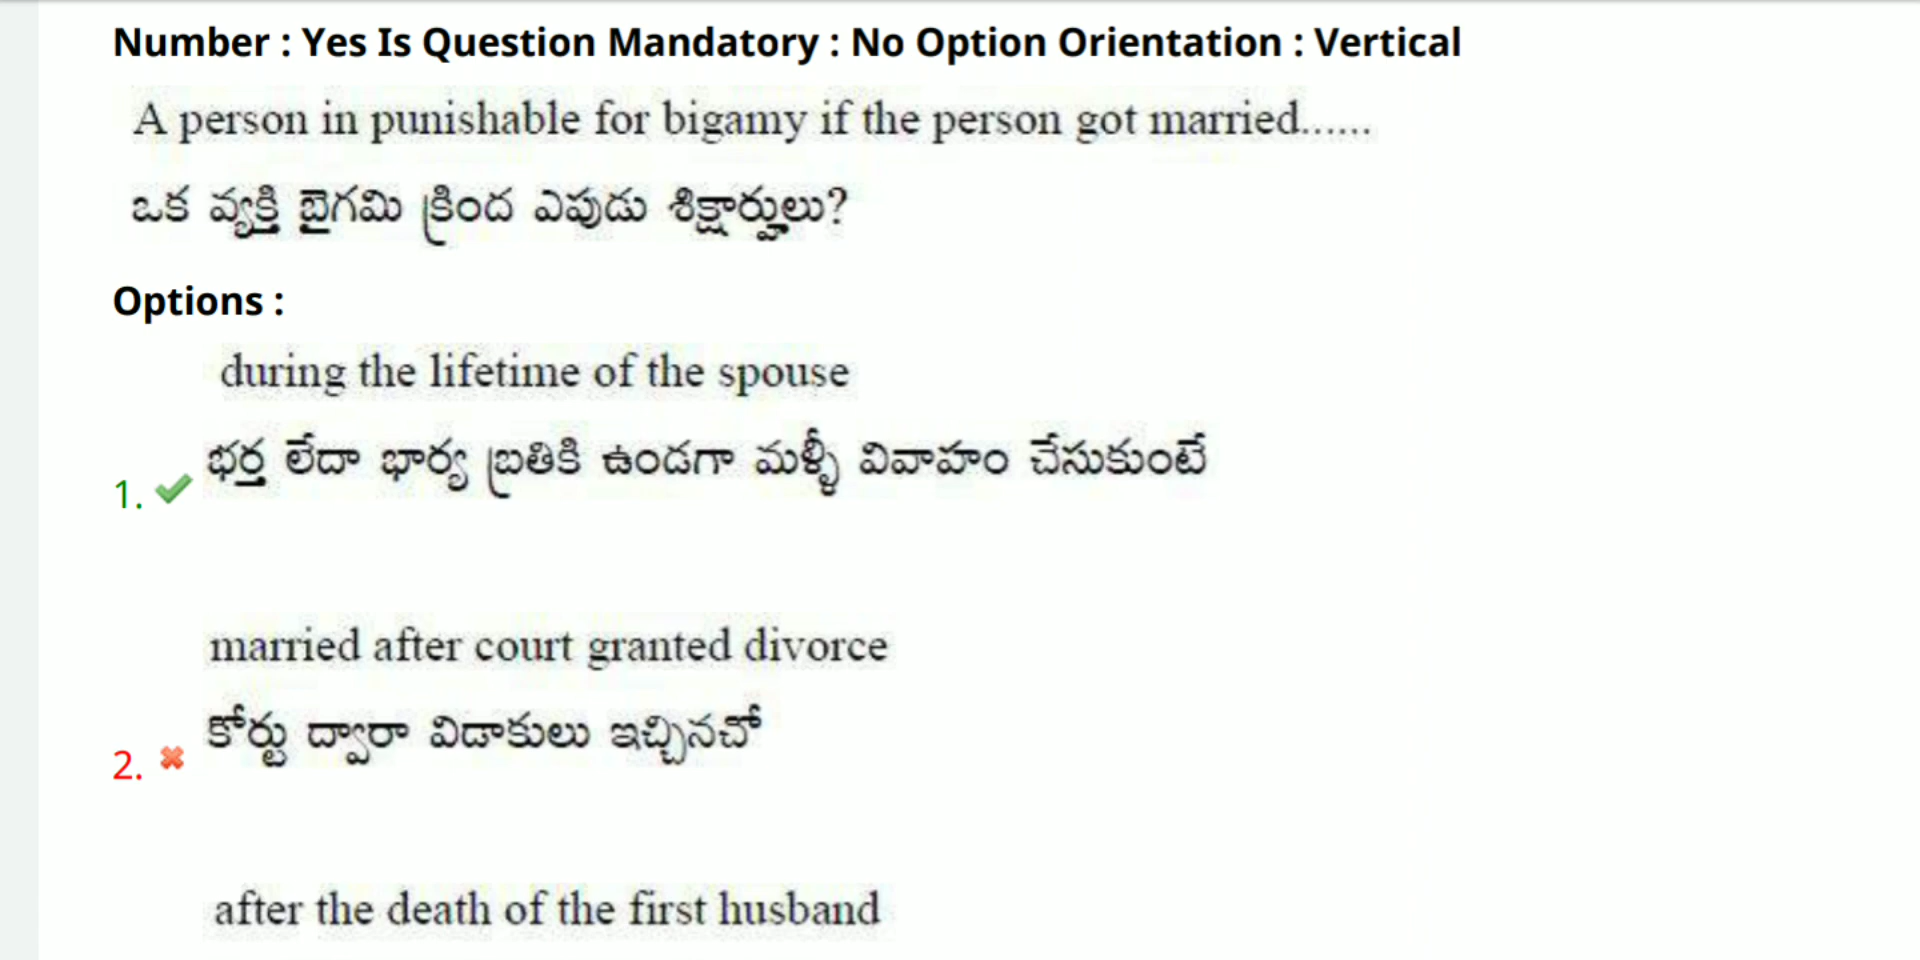 Number : Yes Is Question Mandatory : No Option Orientation : Vertical
A person in punishable for bigamy if the person got married......
ఒక వ్యక్తి బైగమి క్రింద ఎపుడు శిక్షార్హులు?
Options :
during the lifetime of the spouse
భర్త లేదా భార్య బ్రతికి ఉండగా మళ్ళీ వివాహం చేసుకుంటే
1.
married after court granted divorce
కోర్టు ద్వారా విడాకులు ఇచ్చినచో
2.
after the death of the first husband